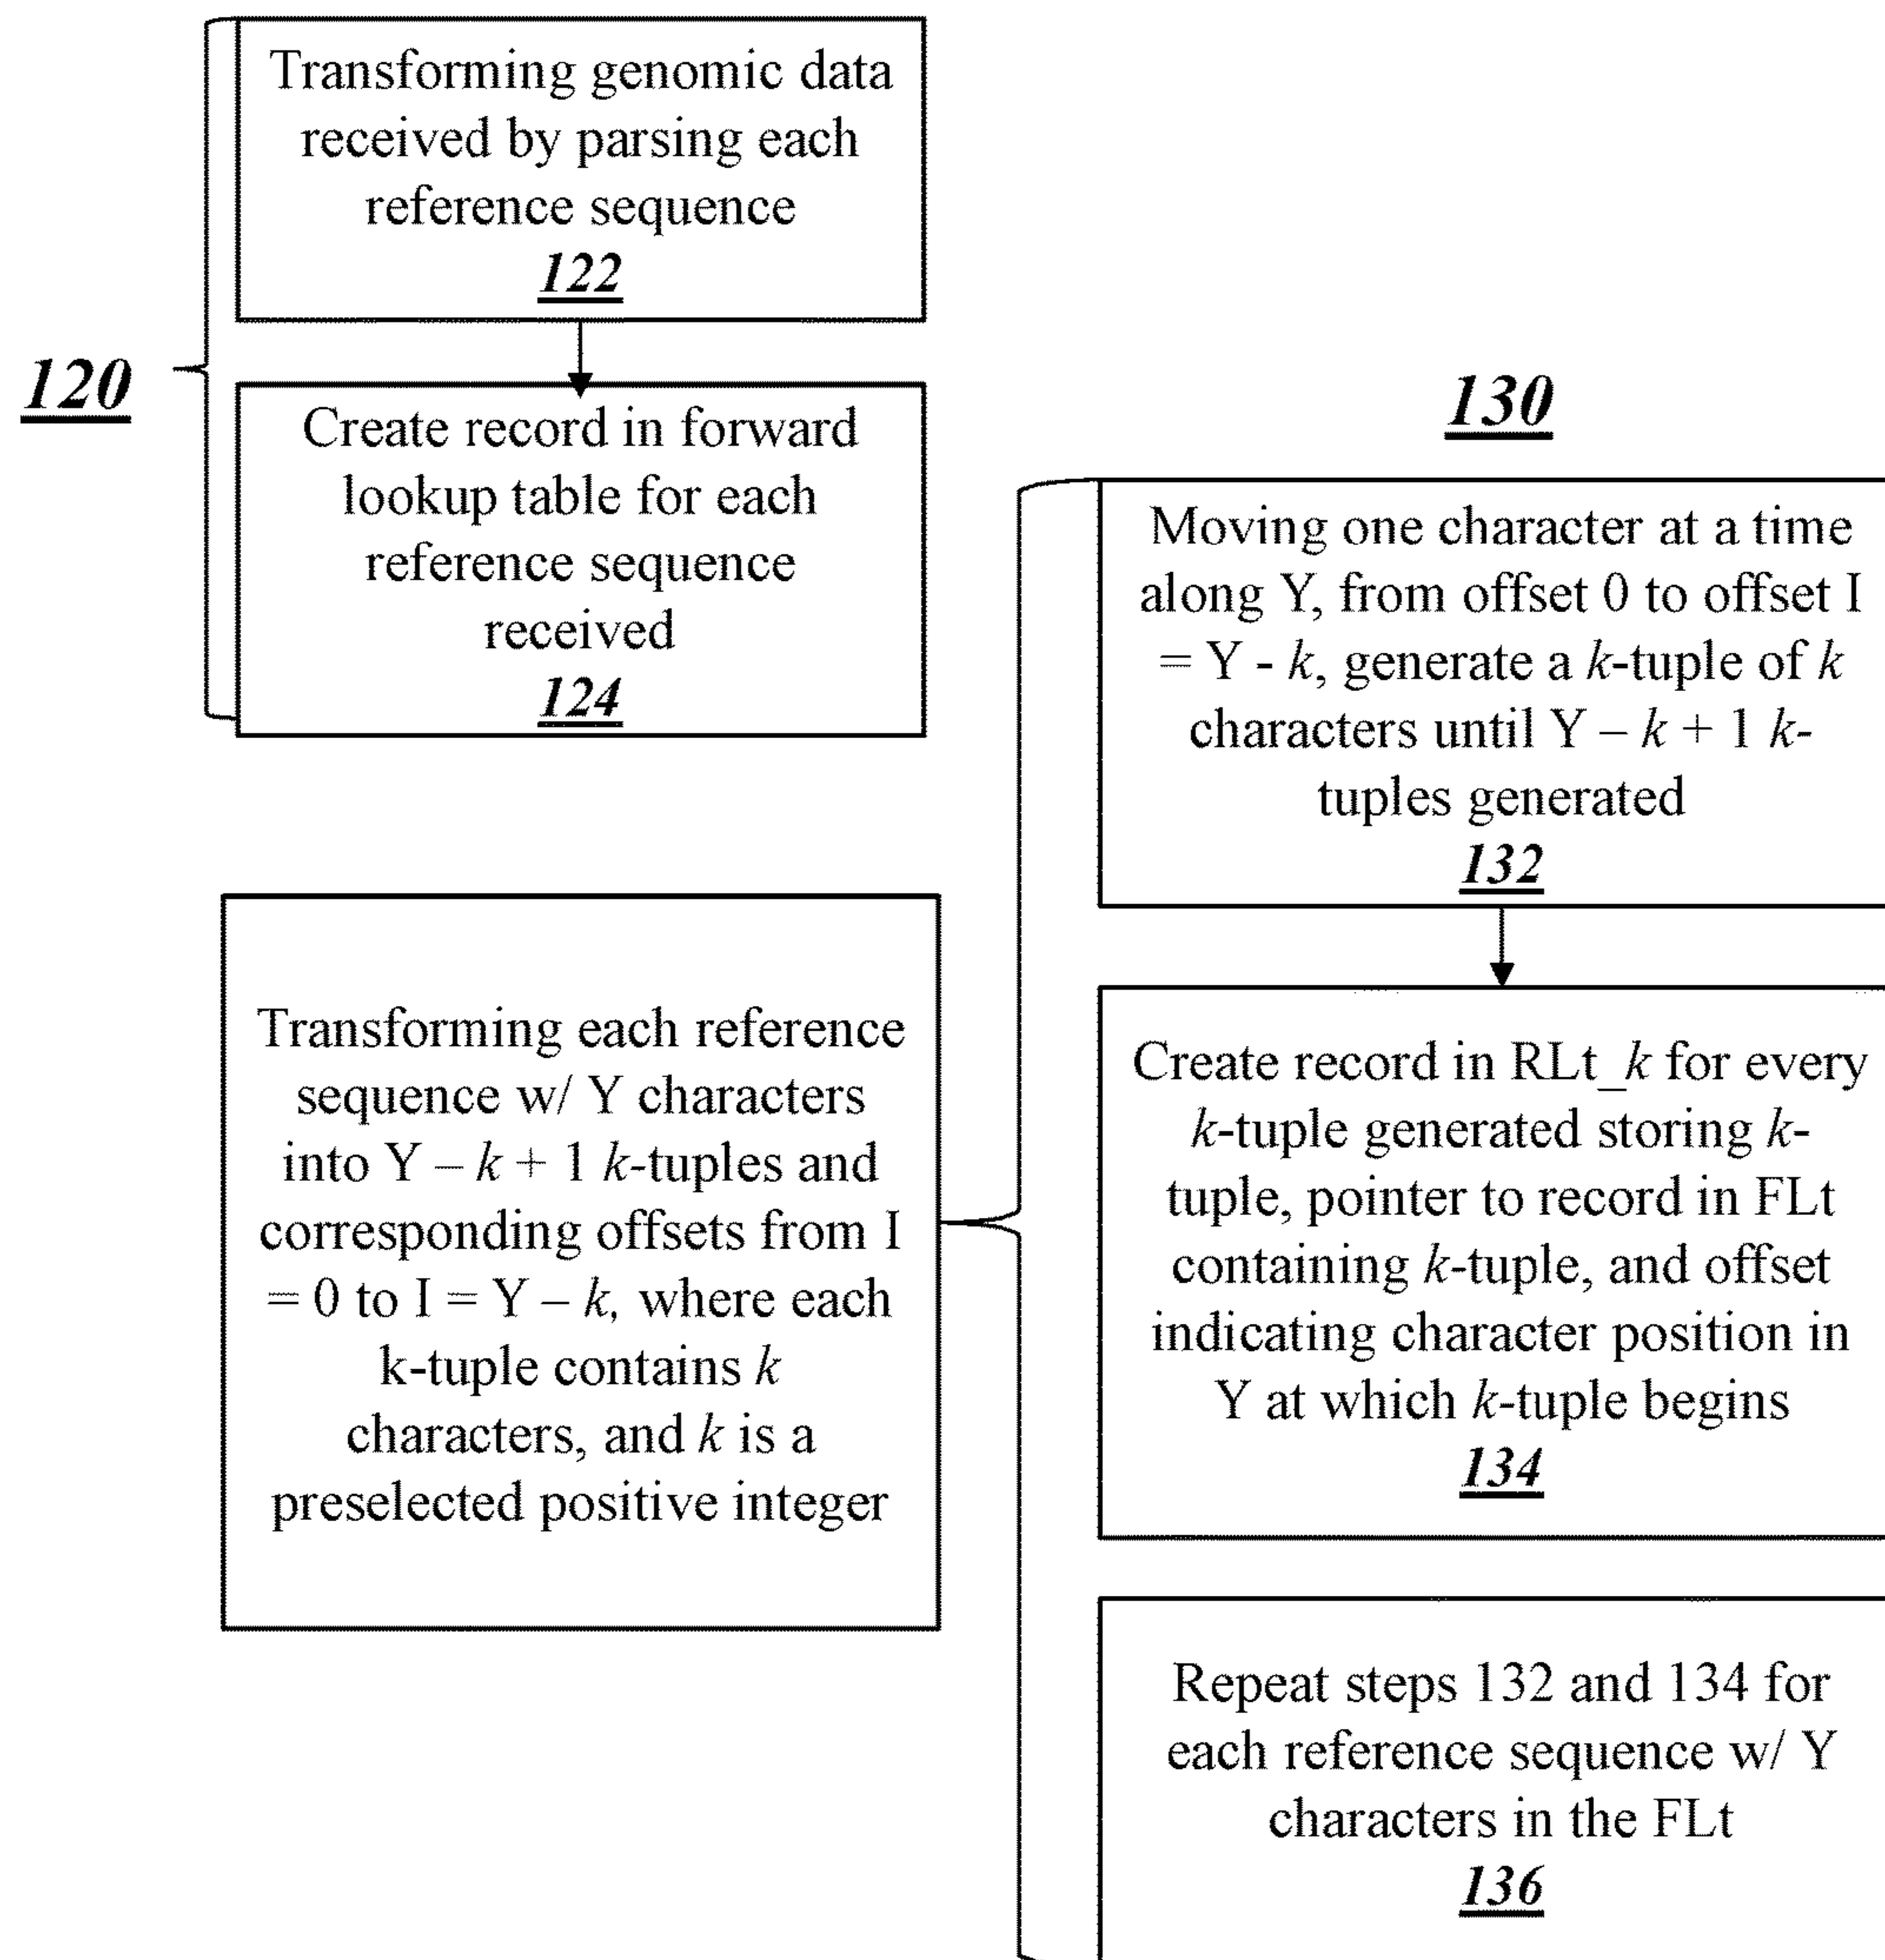 Transforming genomic data
received by parsing each
reference sequence
122
120
Create record in forward
lookup table for each
reference sequence
received
124
130
Moving one character at a time
along Y, from offset 0 to offset I
= Y - k, generate a k-tuple of k
characters until Y – k + 1 k-
tuples generated
132
Transforming each reference
sequence w/ Y characters
into Y – k + 1 k-tuples and
corresponding offsets from I
= 0 to I = Y – k, where each
k-tuple contains k
characters, and k is a
preselected positive integer
Create record in RLt_k for every
k-tuple generated storing k-
tuple, pointer to record in FLt
containing k-tuple, and offset
indicating character position in
Y at which k-tuple begins
134
Repeat steps 132 and 134 for
each reference sequence w/ Y
characters in the FLt
136